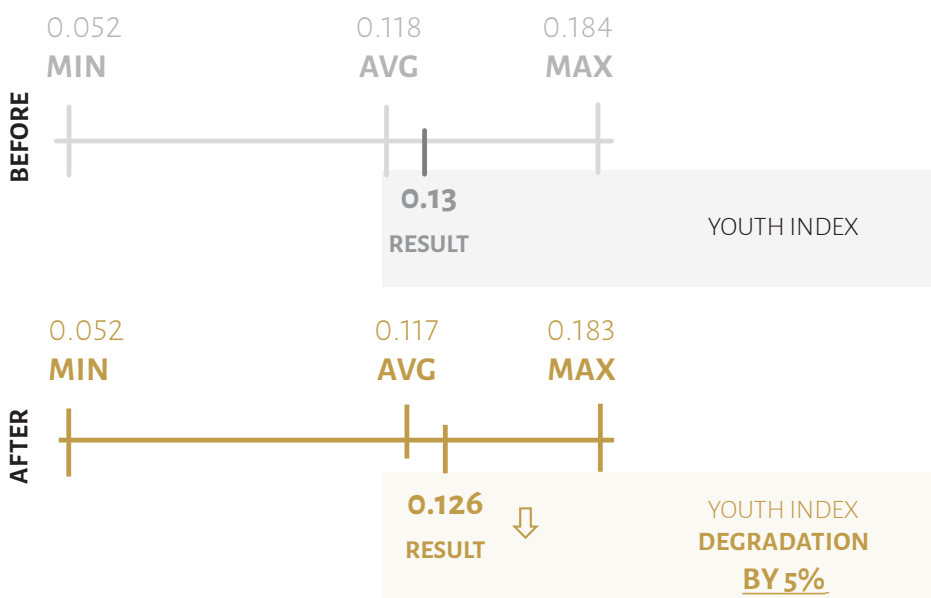 0.052 0.118 0.184
MIN AVG MAX
BEFORE
0.13
RESULT
YOUTH INDEX
0.052 0.117 0.183
MIN AVG MAX
AFTER
0.126
RESULT
YOUTH INDEX
DEGRADATION
BY 5%